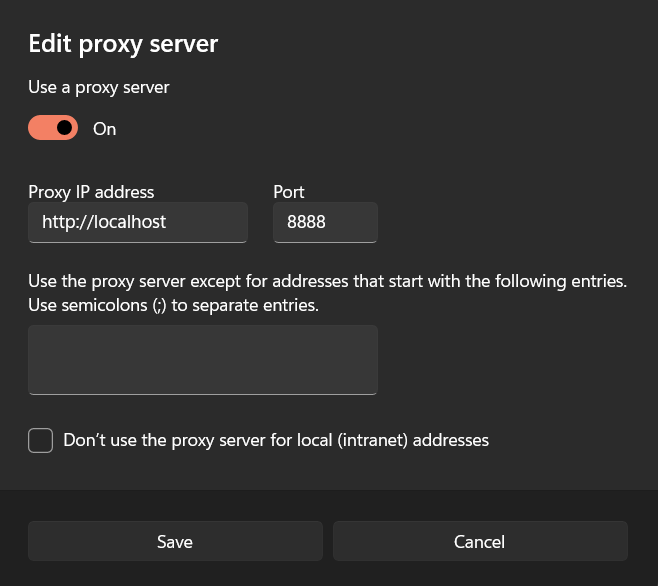 Edit proxy server
Use a proxy server
On
Proxy IP address
Port
http://localhost
8888
Use the proxy server except for addresses that start with the following entries.
Use semicolons (;) to separate entries.
Don’t use the proxy server for local (intranet) addresses
Save
Cancel